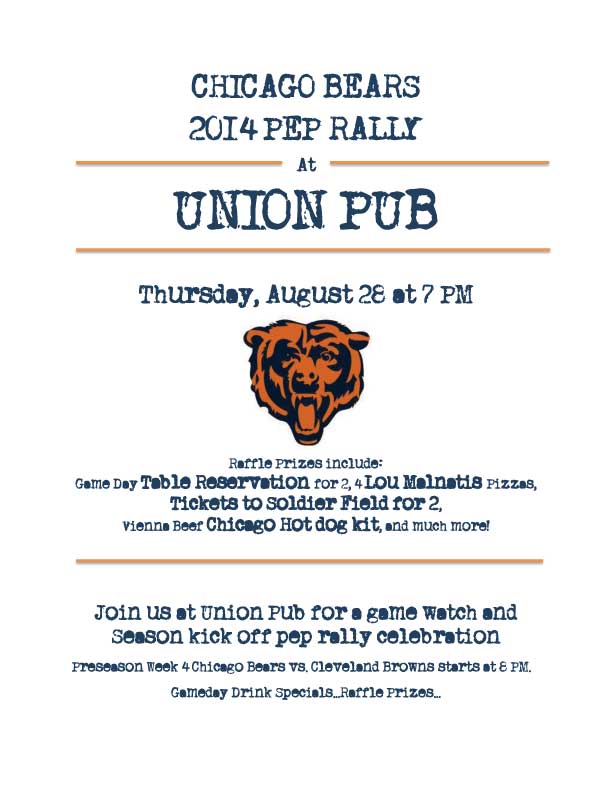 CHICAGO BEARS
2014 PEP RALLY
At
UNION PUB
Thursday, August 28 at 7 PM
Raffle Prizes include:
Game Day Table Reservation for 2, 4 Lou Malnatis Pizzas,
Tickets to Soldier Field for 2,
Vienna Beef Chicago Hot dog kit, and much more!
Join us at Union Pub for a game watch and
Season kick off pep rally celebration
Preseason Week 4 Chicago Bears vs. Cleveland Browns starts at 8 PM.
Gameday Drink Specials...Raffle Prizes...